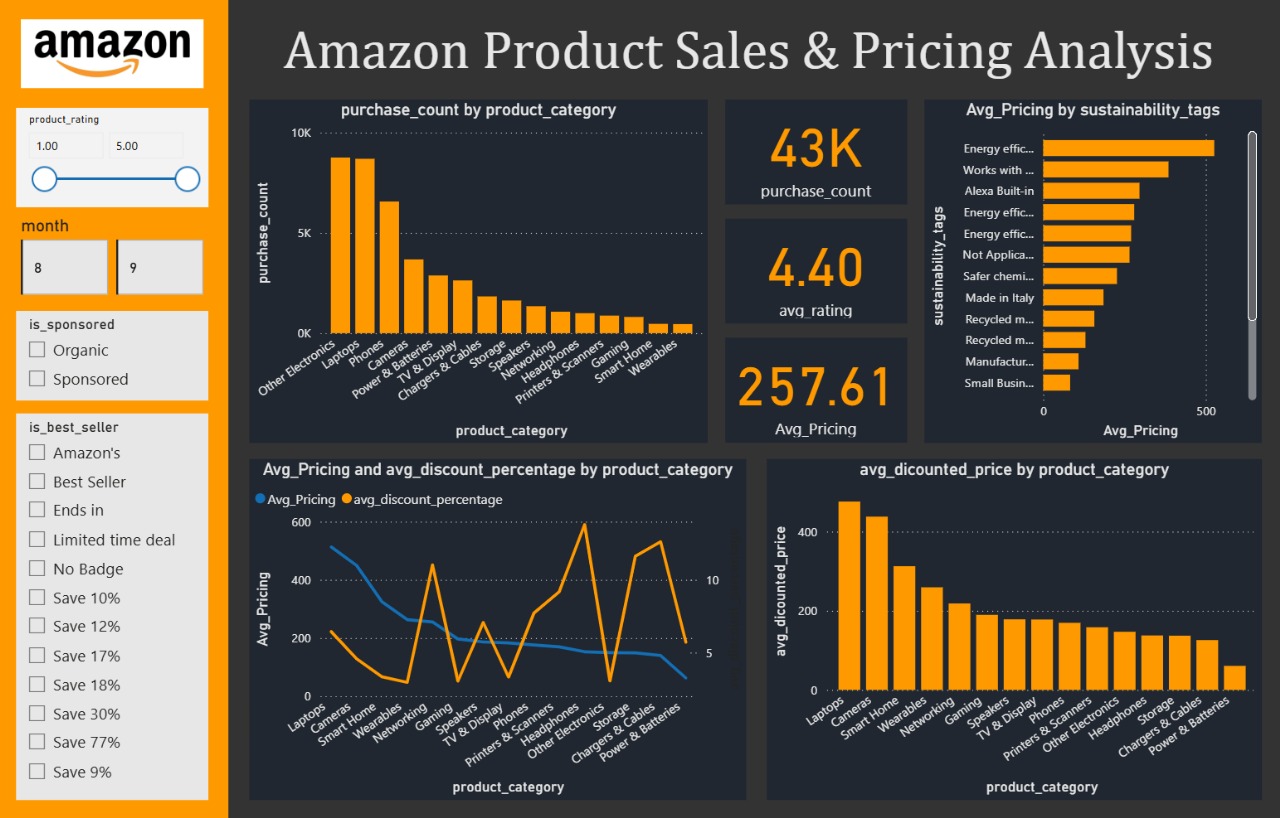 amazon
Amazon Product Sales & Pricing Analysis
product_rating
1.00
5.00
month
8
9
is_sponsored
Organic
Sponsored
is_best_seller
Amazon's
Best Seller
Ends in
Limited time deal
No Badge
Save 10%
Save 12%
Save 17%
Save 18%
Save 30%
Save 77%
Save 9%
purchase_count by product_category
10K
5K
0K
purchase_count
Other Electronics
Laptops
Phones
Cameras
Power & Batteries
TV & Display
Chargers & Cables
Storage
Speakers
Networking
Headphones
Printers & Scanners
Gaming
Smart Home
Wearables
product_category
43K
purchase_count
4.40
avg_rating
257.61
Avg_Pricing
Avg_Pricing by sustainability_tags
sustainability_tags
Energy effic...
Works with ...
Alexa Built-in
Energy effic...
Energy effic...
Not Applica...
Safer chemi...
Made in Italy
Recycled m...
Recycled m...
Manufactur...
Small Busin...
0
500
Avg_Pricing
Avg_Pricing and avg_discount_percentage by product_category
Avg_Pricing
avg_discount_percentage
600
400
200
0
Avg_Pricing
10
5
Laptops
Cameras
Smart Home
Wearables
Networking
Gaming
Speakers
TV & Display
Phones
Printers & Scanners
Headphones
Other Electronics
Storage
Chargers & Cables
Power & Batteries
product_category
avg_dicounted_price by product_category
400
200
0
avg_dicounted_price
Laptops
Cameras
Smart Home
Wearables
Networking
Gaming
Speakers
TV & Display
Phones
Printers & Scanners
Other Electronics
Headphones
Storage
Chargers & Cables
Power & Batteries
product_category